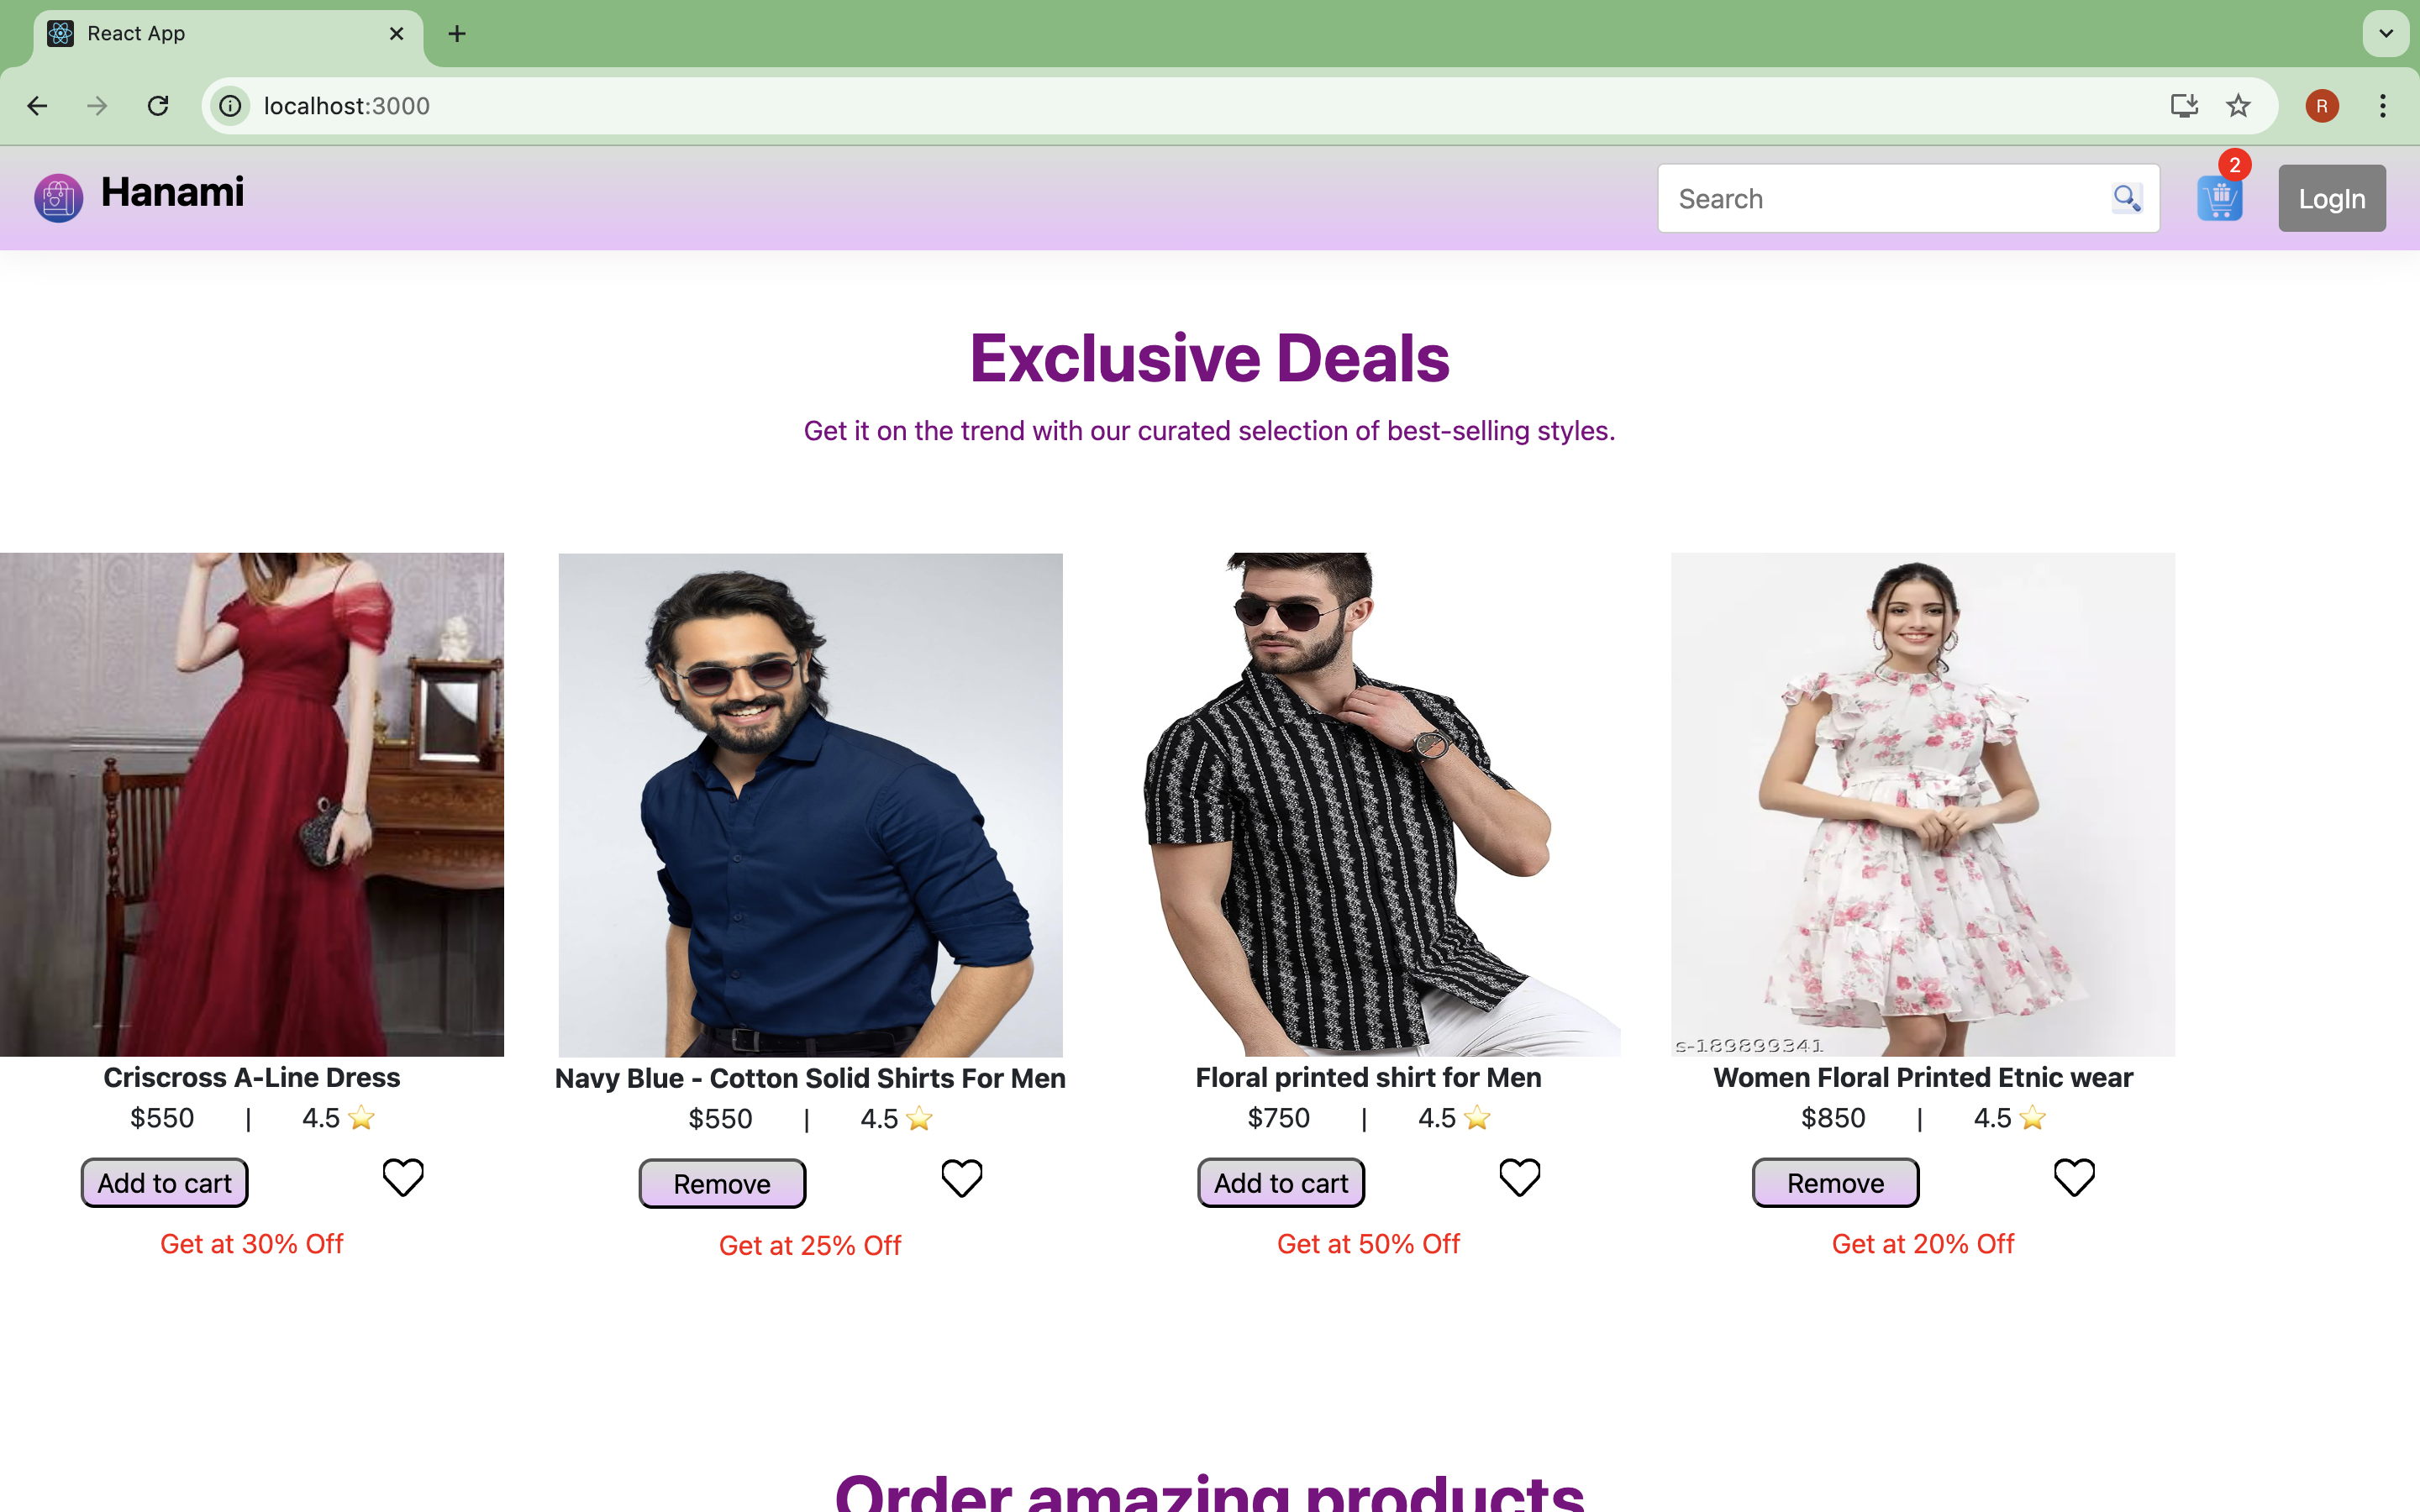 React App
localhost:3000
R
Hanami
Search
2
LogIn
Exclusive Deals
Get it on the trend with our curated selection of best-selling styles.
s-189899341
Criscross A-Line Dress
$550 | 4.5 ⭐
Add to cart
Get at 30% Off
Navy Blue - Cotton Solid Shirts For Men
$550 | 4.5 ⭐
Remove
Get at 25% Off
Floral printed shirt for Men
$750 | 4.5 ⭐
Add to cart
Get at 50% Off
Women Floral Printed Etnic wear
$850 | 4.5 ⭐
Remove
Get at 20% Off
Order amazing products